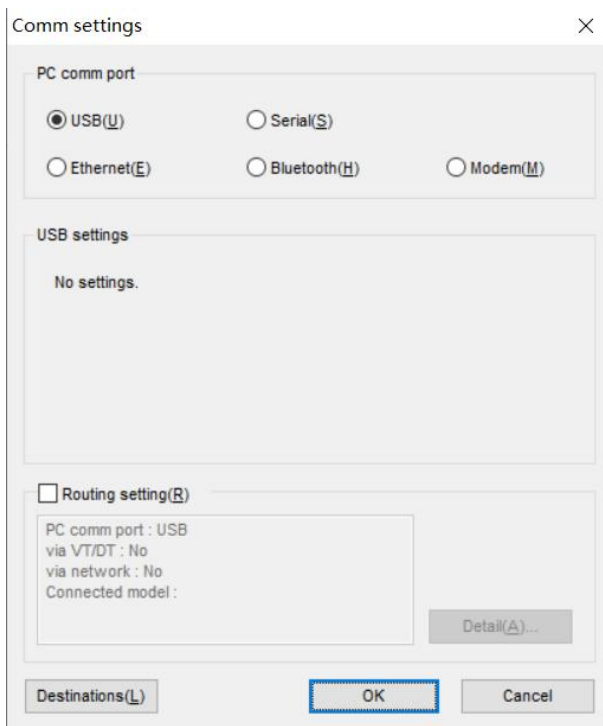 Comm settings
PC comm port
USB(U) Serial(S)
Ethernet(E) Bluetooth(H) Modem(M)
USB settings
No settings.
Routing setting(R)
PC comm port : USB
via VT/DT : No
via network : No
Connected model :
Detail(A)...
Destinations(L) OK Cancel